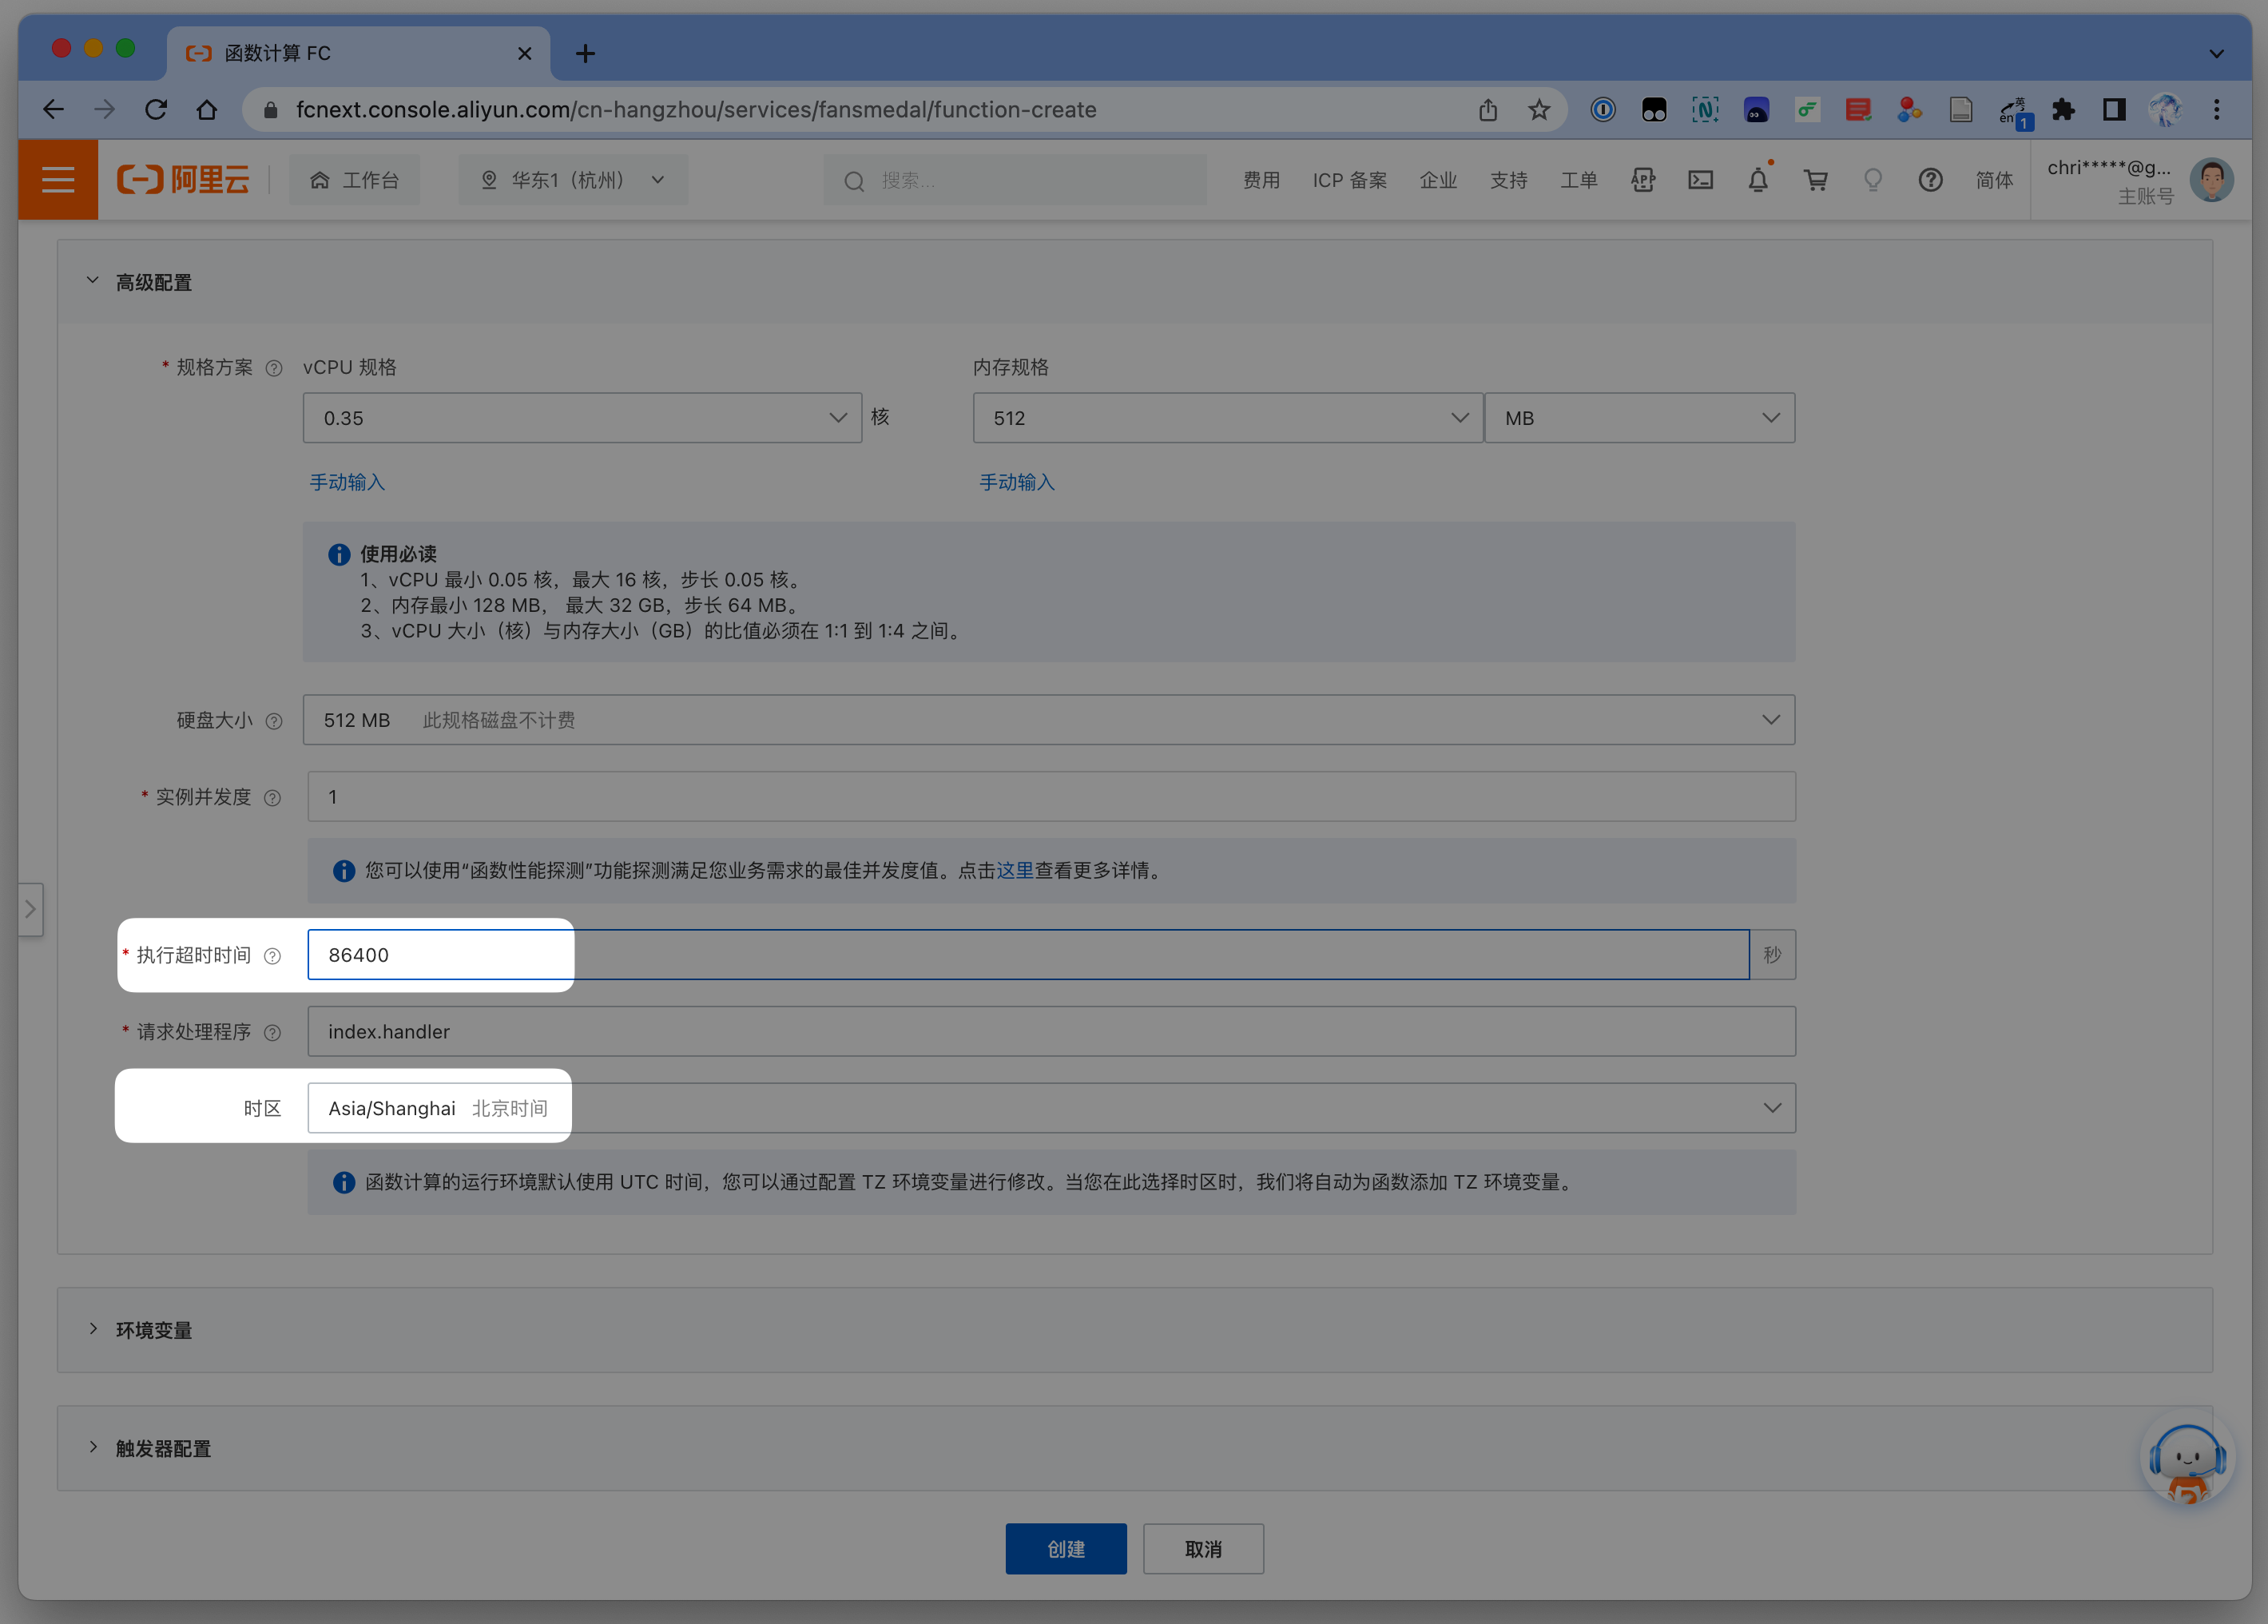 函数计算 FC
fcnext.console.aliyun.com/cn-hangzhou/services/fansmedal/function-create
英
en
1
阿里云
工作台
华东1（杭州）
搜索...
费用
ICP 备案
企业
支持
工单
APP
简体
chri*****@g...
主账号
高级配置
* 规格方案
vCPU 规格
内存规格
0.35
核
512
MB
手动输入
手动输入
使用必读
1、vCPU 最小 0.05 核，最大 16 核，步长 0.05 核。
2、内存最小 128 MB， 最大 32 GB，步长 64 MB。
3、vCPU 大小（核）与内存大小（GB）的比值必须在 1:1 到 1:4 之间。
硬盘大小
512 MB 此规格磁盘不计费
* 实例并发度
1
您可以使用“函数性能探测”功能探测满足您业务需求的最佳并发度值。点击这里查看更多详情。
* 执行超时时间
86400
秒
* 请求处理程序
index.handler
时区
Asia/Shanghai 北京时间
函数计算的运行环境默认使用 UTC 时间，您可以通过配置 TZ 环境变量进行修改。当您在此选择时区时，我们将自动为函数添加 TZ 环境变量。
环境变量
触发器配置
创建
取消